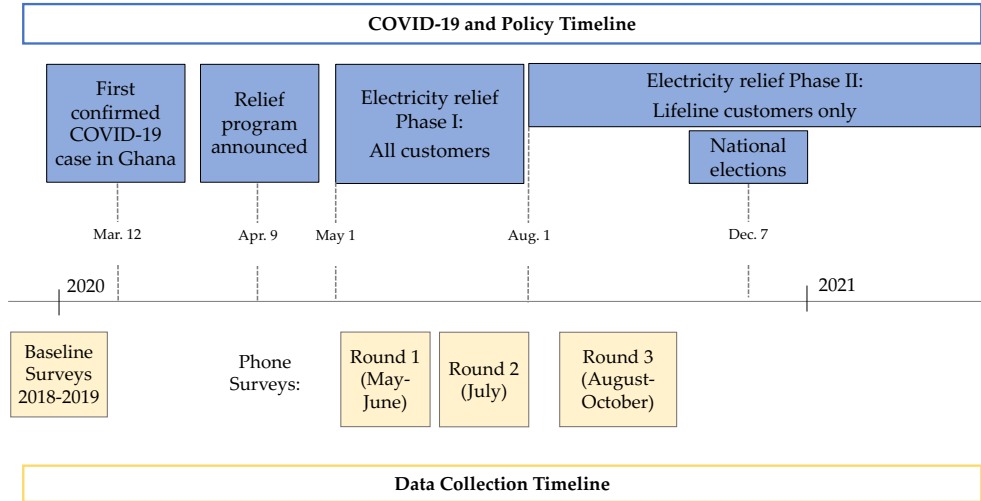 COVID-19 and Policy Timeline
First
confirmed
COVID-19
case in Ghana
Relief
program
announced
Electricity relief
Phase I:
All customers
Electricity relief Phase II:
Lifeline customers only
National
elections
Mar. 12
Apr. 9
May 1
Aug. 1
Dec. 7
2020
2021
Baseline
Surveys
2018-2019
Phone
Surveys:
Round 1
(May-
June)
Round 2
(July)
Round 3
(August-
October)
Data Collection Timeline